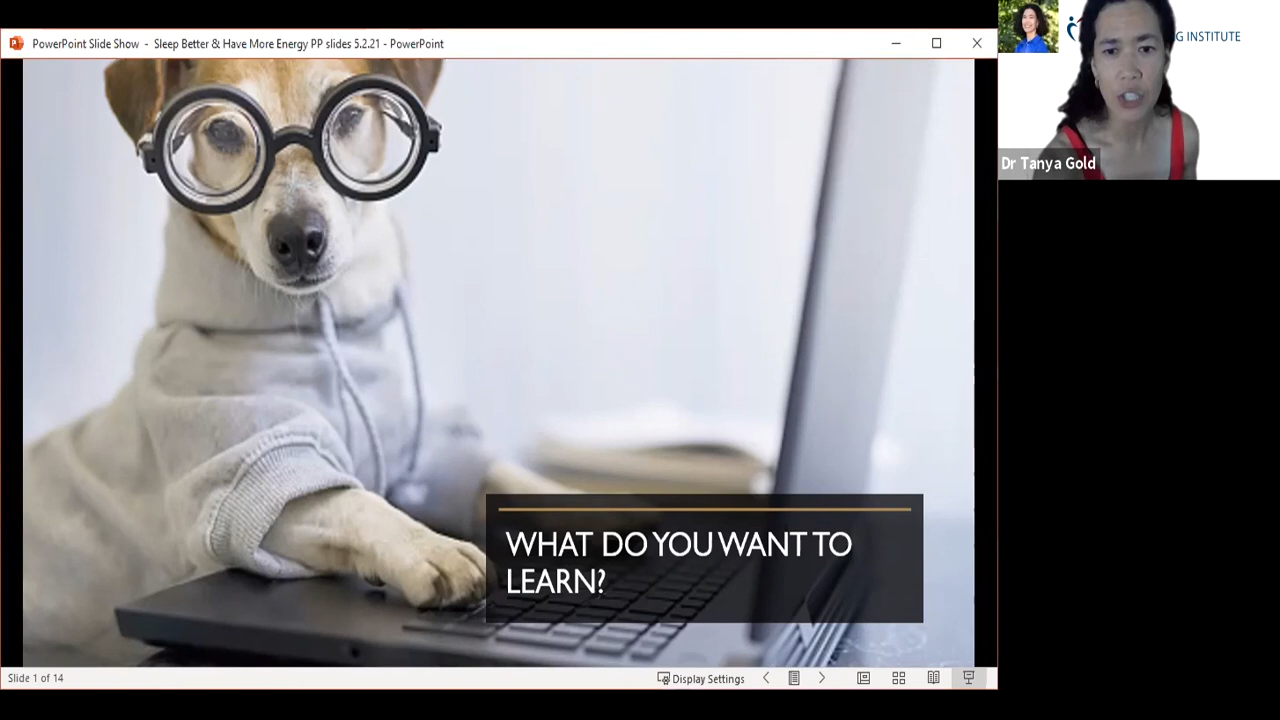 PowerPoint Slide Show - Sleep Better & Have More Energy PP slides 5.2.21 - PowerPoint
G INSTITUTE
Dr Tanya Gold
WHAT DO YOU WANT TO
LEARN?
Slide 1 of 14
Display Settings